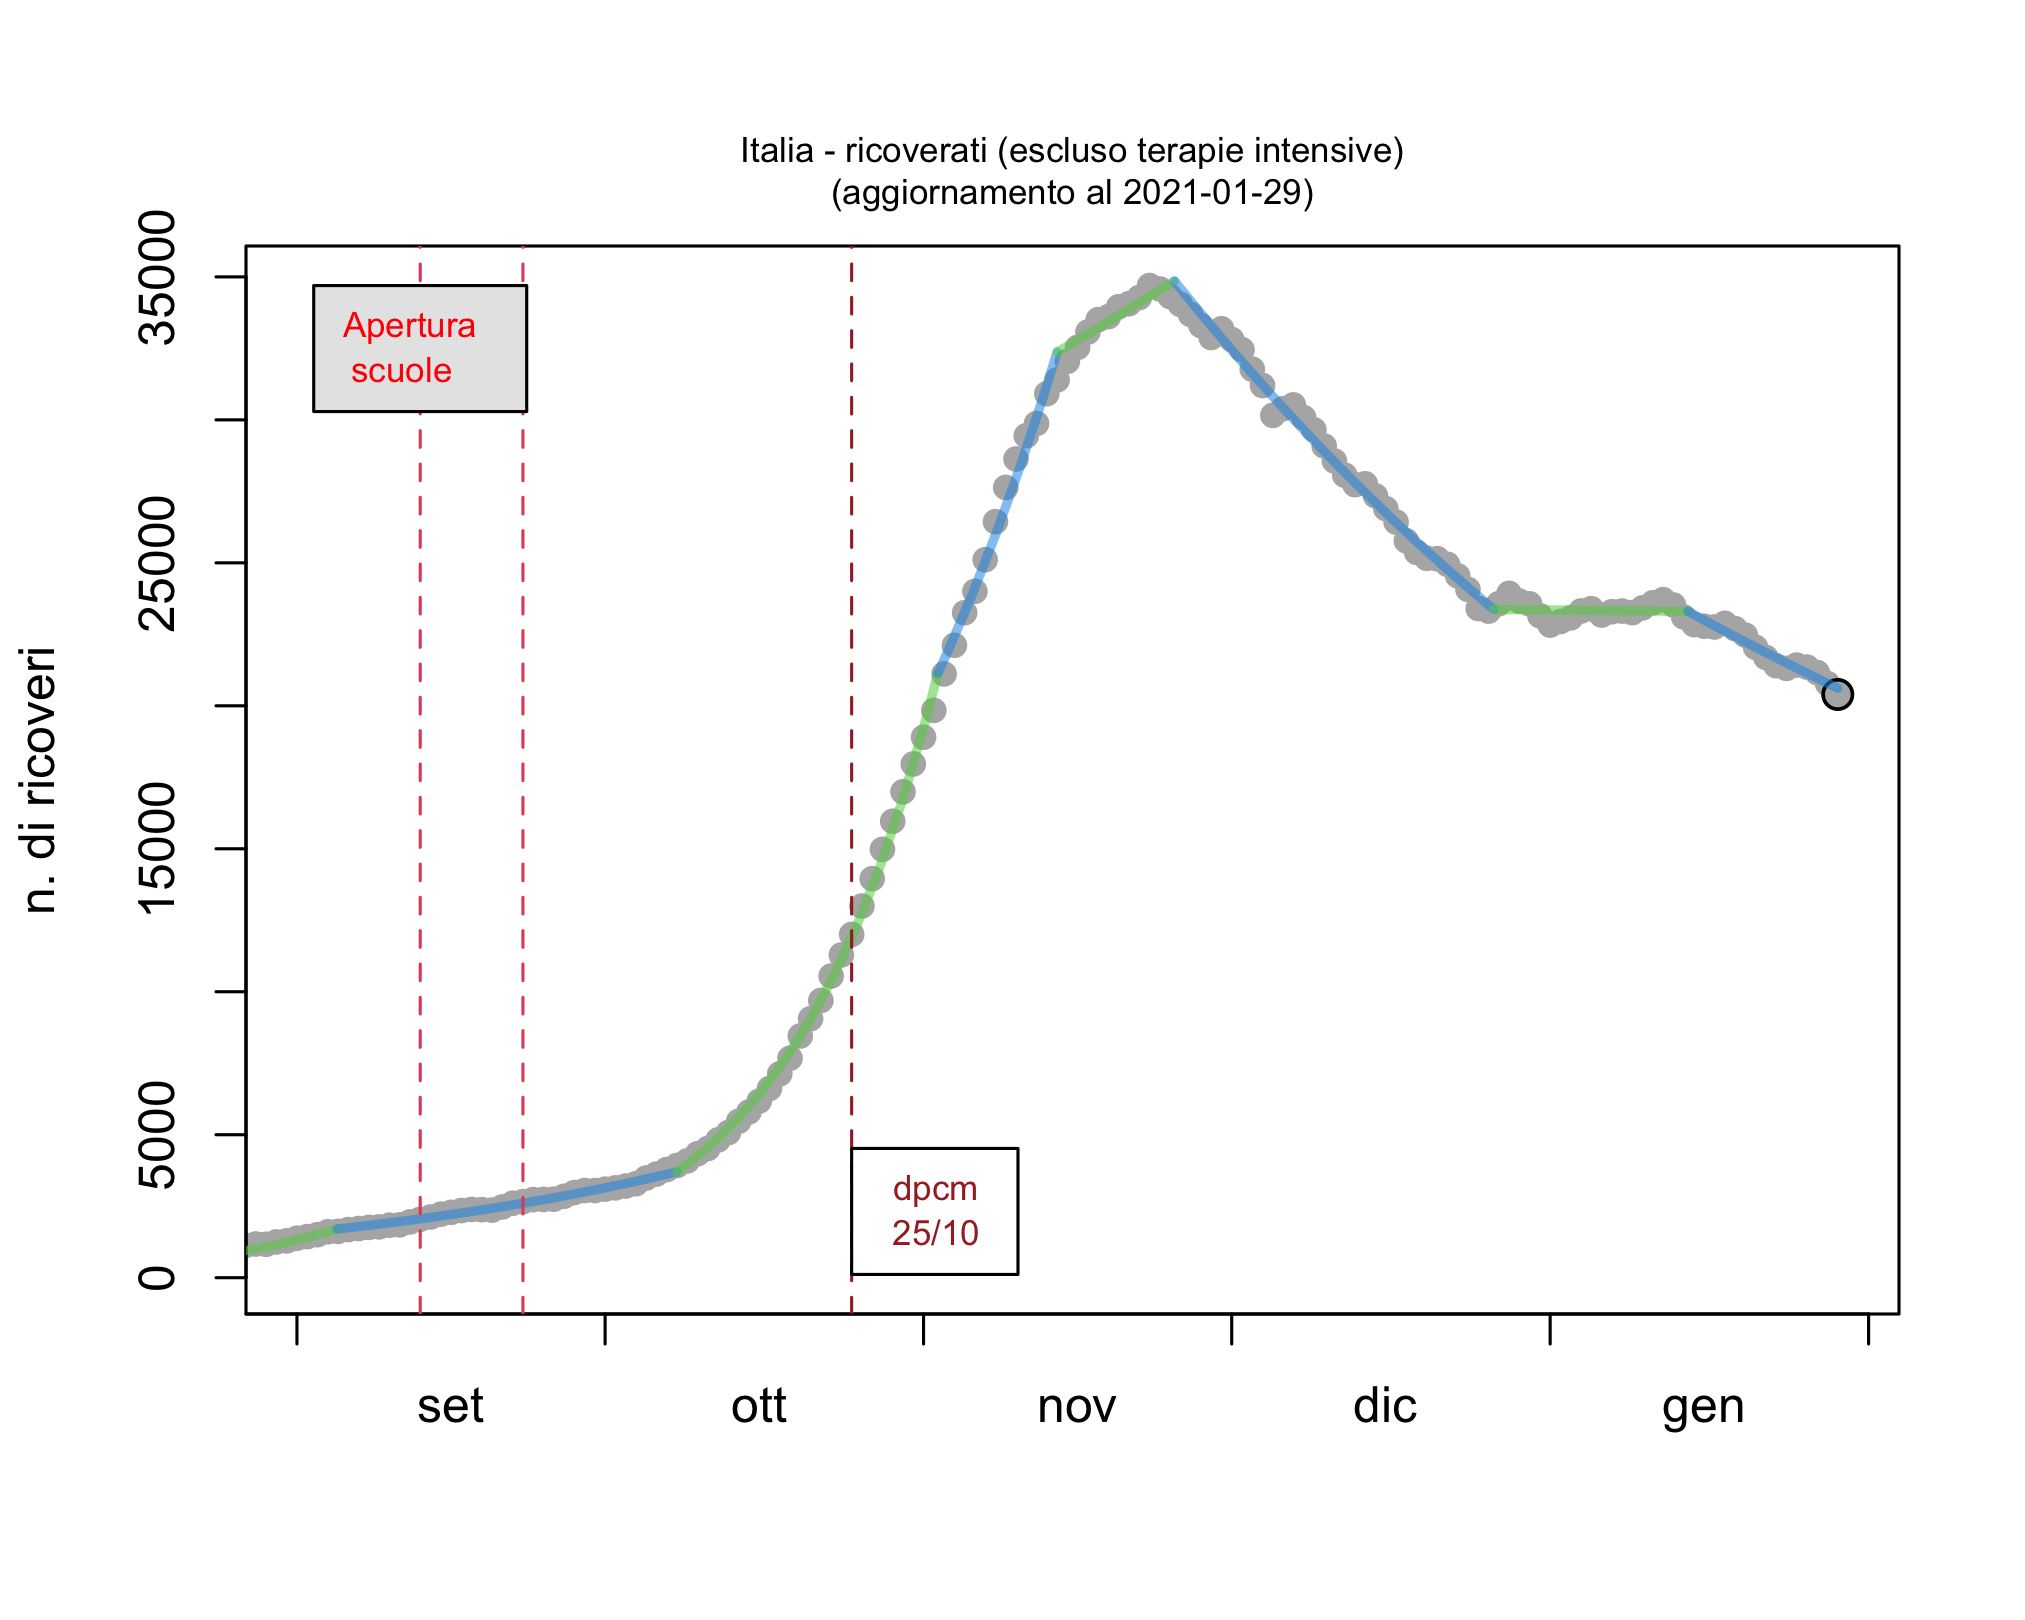 Italia - ricoverati (escluso terapie intensive)
(aggiornamento al 2021-01-29)
n. di ricoveri
35000
25000
15000
5000
0
Apertura
scuole
dpcm
25/10
set
ott
nov
dic
gen